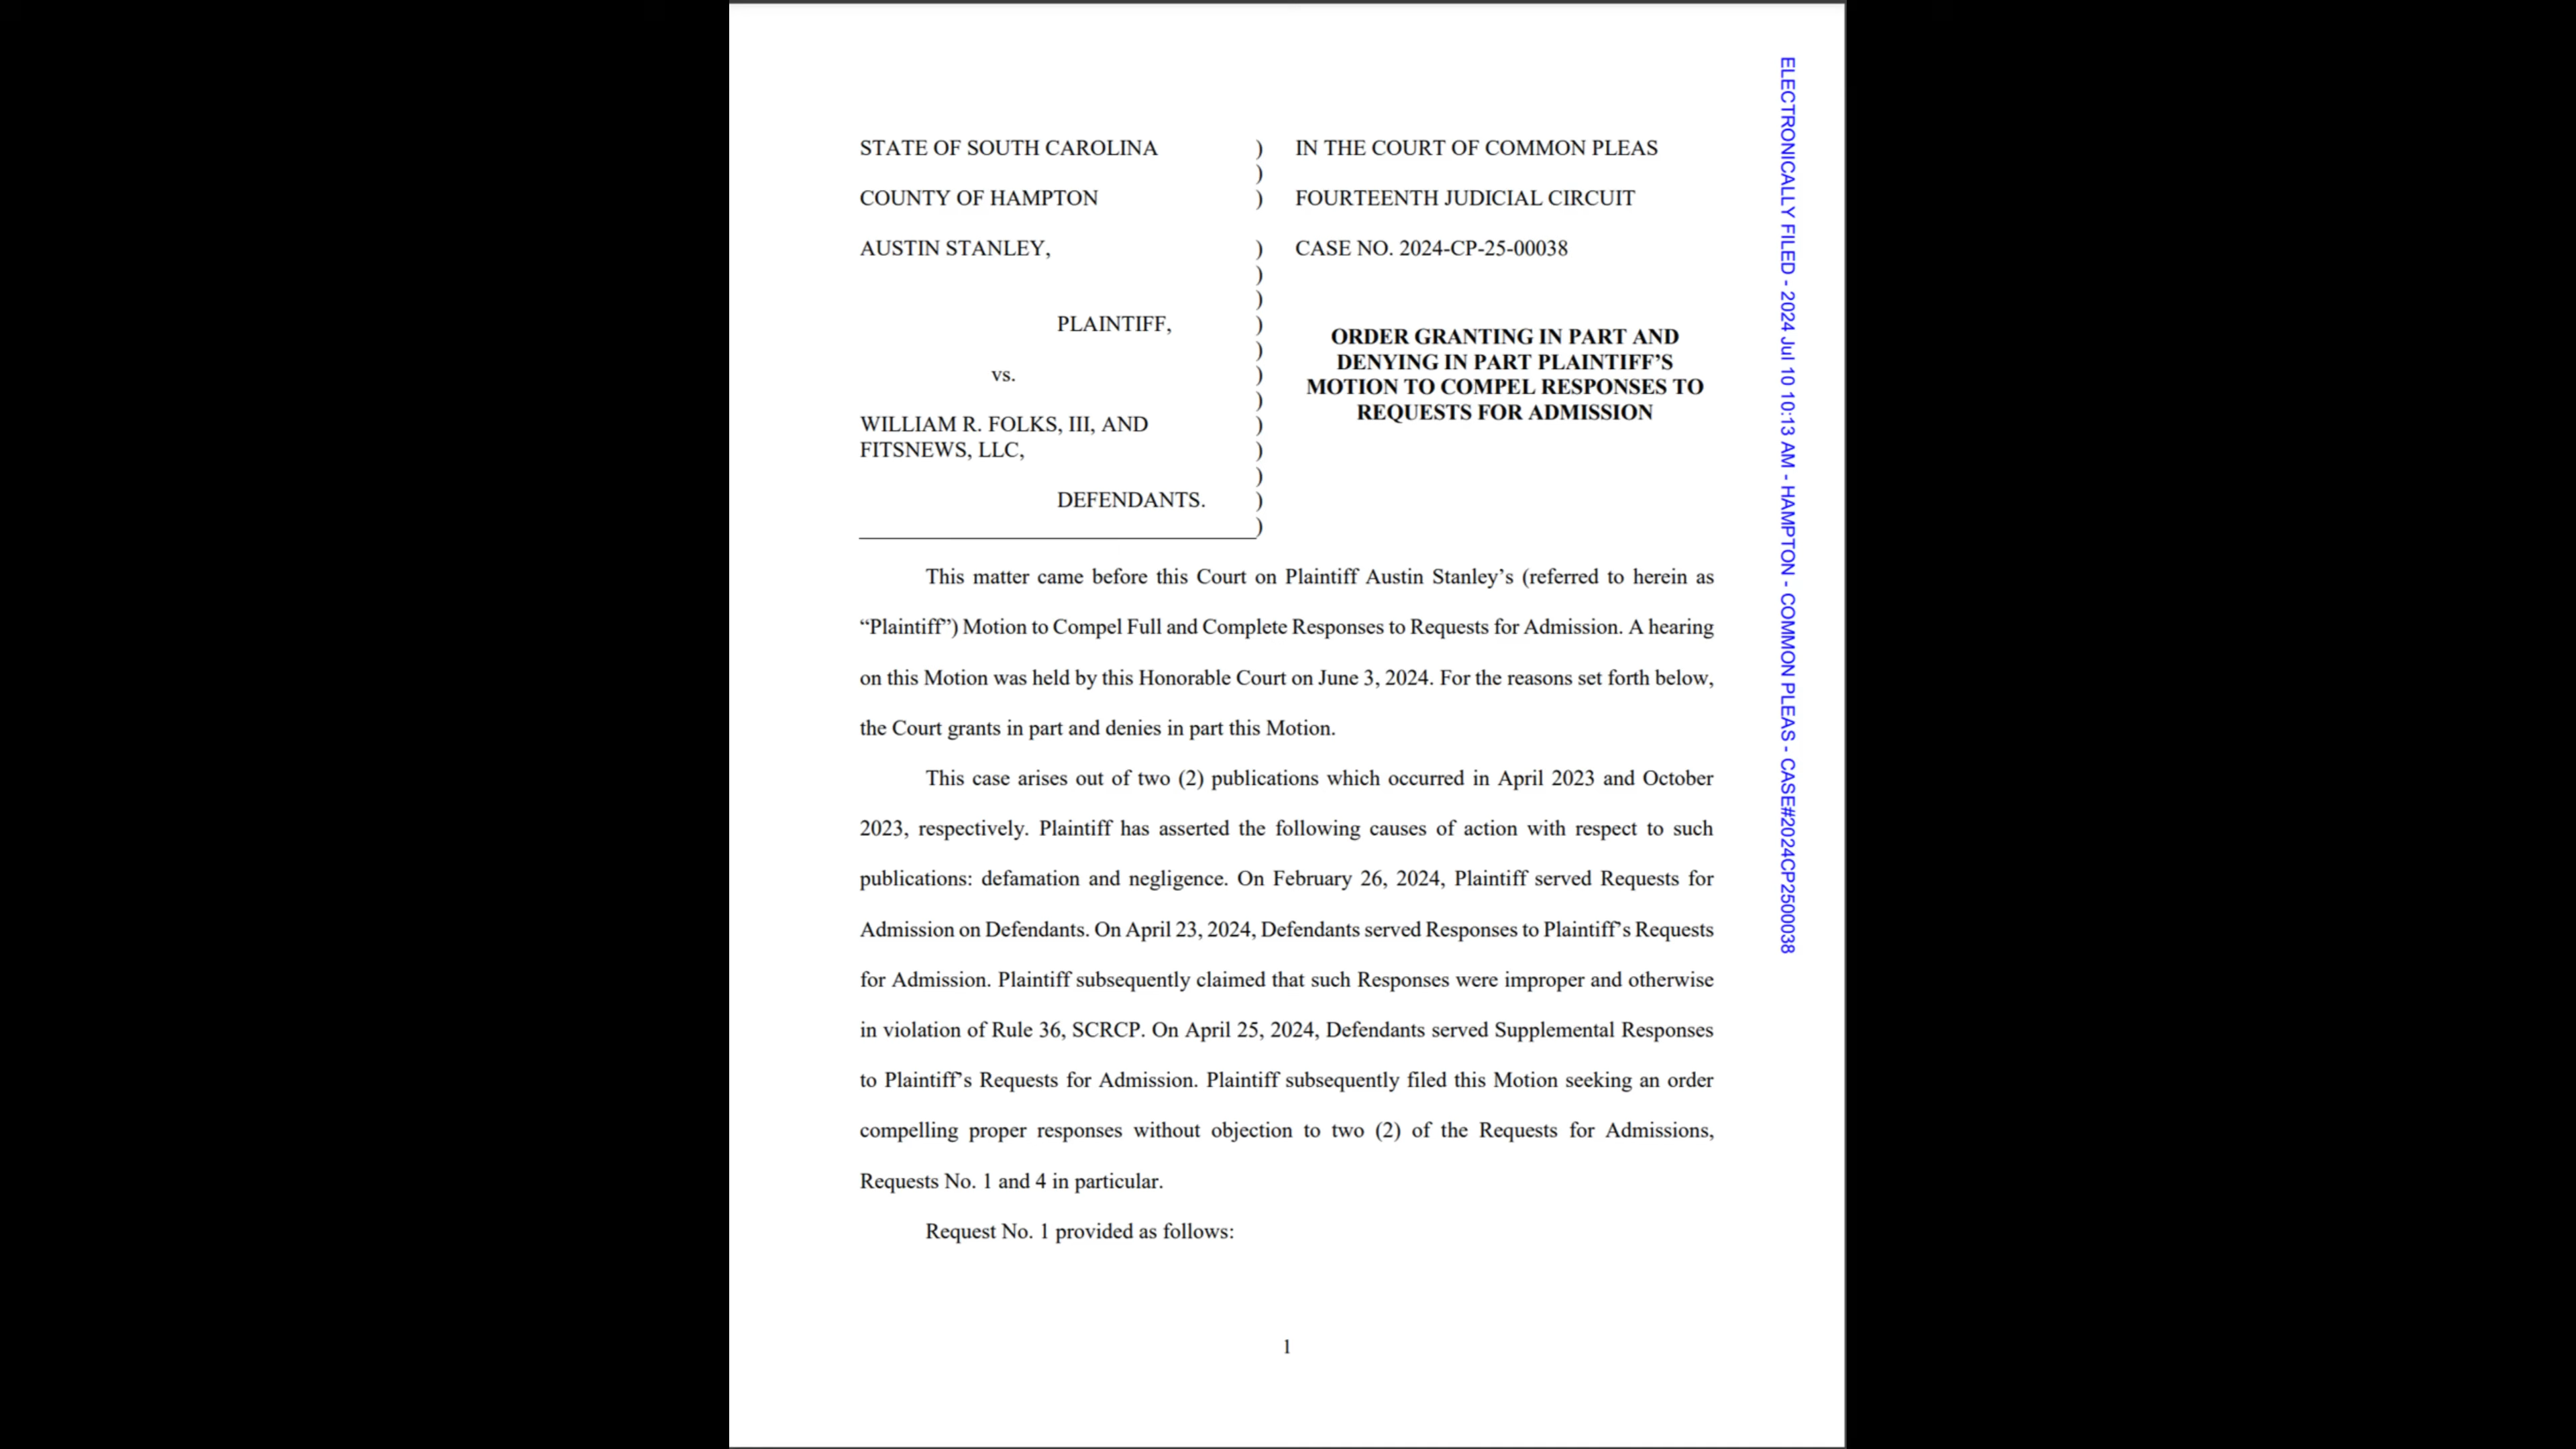 STATE OF SOUTH CAROLINA ) IN THE COURT OF COMMON PLEAS
)
COUNTY OF HAMPTON ) FOURTEENTH JUDICIAL CIRCUIT
AUSTIN STANLEY, ) CASE NO. 2024-CP-25-00038
)
)
PLAINTIFF, )
ORDER GRANTING IN PART AND
)
DENYING IN PART PLAINTIFF’S
vs. )
MOTION TO COMPEL RESPONSES TO
)
REQUESTS FOR ADMISSION
WILLIAM R. FOLKS, III, AND )
FITSNEWS, LLC, )
)
DEFENDANTS. )
)
This matter came before this Court on Plaintiff Austin Stanley’s (referred to herein as
“Plaintiff”) Motion to Compel Full and Complete Responses to Requests for Admission. A hearing
on this Motion was held by this Honorable Court on June 3, 2024. For the reasons set forth below,
the Court grants in part and denies in part this Motion.
This case arises out of two (2) publications which occurred in April 2023 and October
2023, respectively. Plaintiff has asserted the following causes of action with respect to such
publications: defamation and negligence. On February 26, 2024, Plaintiff served Requests for
Admission on Defendants. On April 23, 2024, Defendants served Responses to Plaintiff’s Requests
for Admission. Plaintiff subsequently claimed that such Responses were improper and otherwise
in violation of Rule 36, SCRCP. On April 25, 2024, Defendants served Supplemental Responses
to Plaintiff’s Requests for Admission. Plaintiff subsequently filed this Motion seeking an order
compelling proper responses without objection to two (2) of the Requests for Admissions,
Requests No. 1 and 4 in particular.
Request No. 1 provided as follows:
1
ELECTRONICALLY FILED - 2024 Jul 10 10:13 AM - HAMPTON - COMMON PLEAS - CASE#2024CP2500038